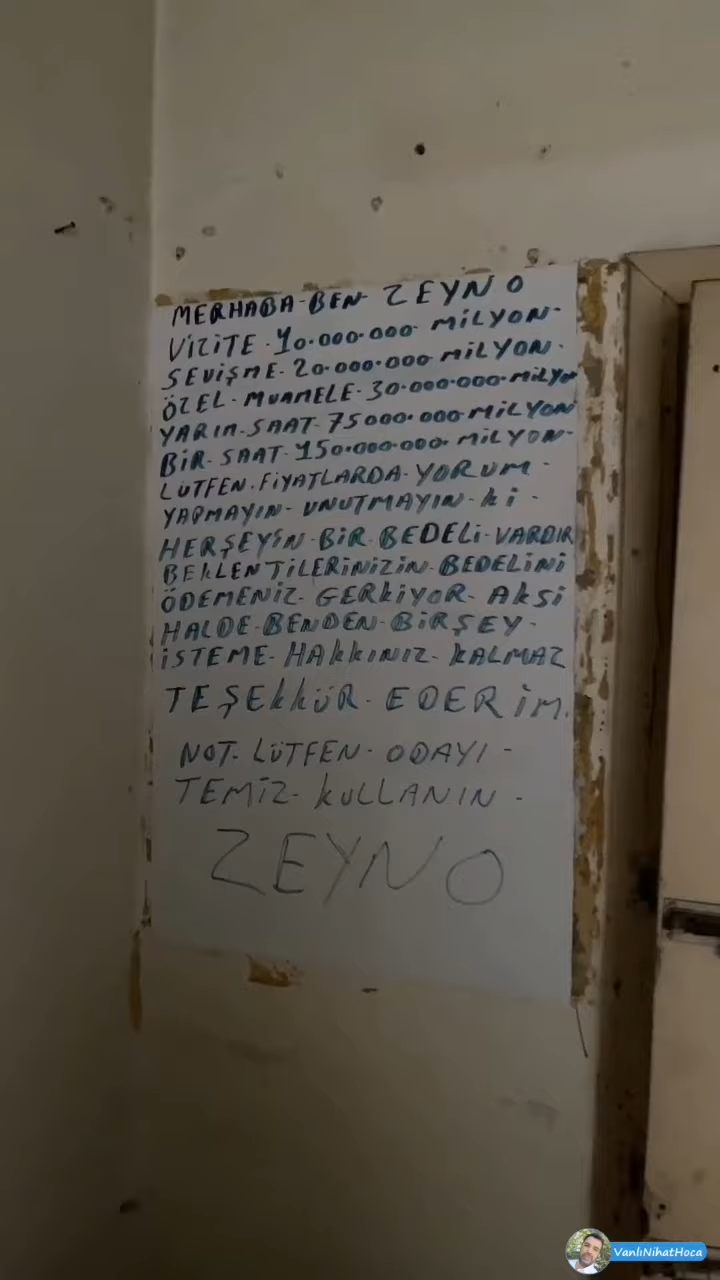 MERHABA-BEN-ZEYNO
VİZİTE-10.000.000-MİLYON-
SEVİŞME-20.000.000 MİLYON-
ÖZEL-MUAMELE-30.000.000-MİLYON
YARIM-SAAT-75000.000 MİLYON
BİR-SAAT-150.000.000.MİLYON-
LÜTFEN.FİYATLARDA-YORUM-
YAPMAYIN-UNUTMAYIN-Kİ-
HERŞEYİN-BİR-BEDELİ-VARDIR
BEKLENTİLERİNİZİN-BEDELİNİ
ÖDEMENİZ-GERKİYOR-AKSİ
HALDE-BENDEN-BİRŞEY-
İSTEME-HAKKINIZ-KALMAZ
TEŞEKKÜR-EDERİM.
NOT-LÜTFEN-ODAYI-
TEMİZ-KULLANIN-
ZEYNO
VanlıNihatHoca